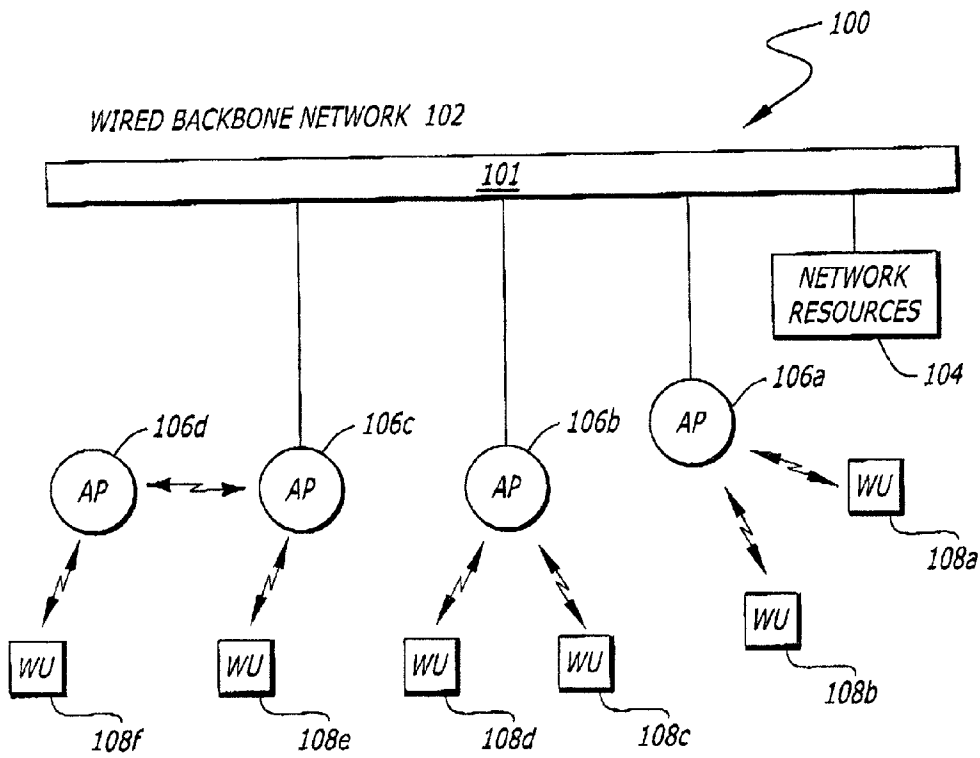 100
WIRED BACKBONE NETWORK 102
101
NETWORK
RESOURCES
104
106a
AP
106b
AP
106c
AP
106d
AP
WU
108a
WU
108b
WU
108c
WU
108d
WU
108e
WU
108f